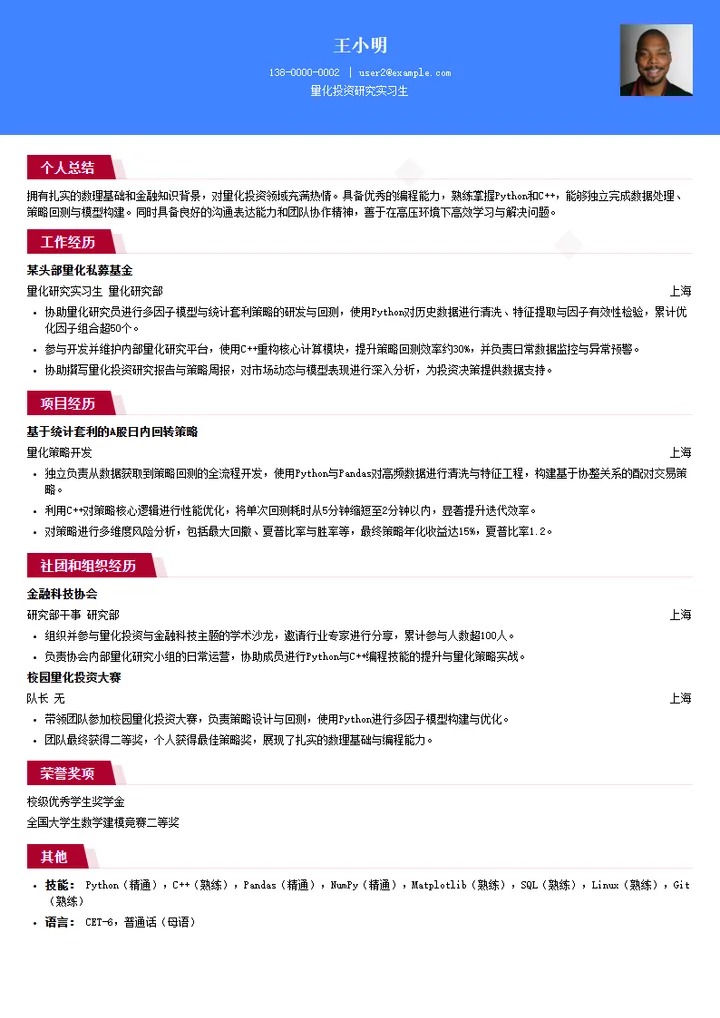 王小明
138-0000-0002 | user2@example.com
量化投资研究实习生
个人总结
拥有扎实的数理基础和金融知识背景，对量化投资领域充满热情。具备优秀的编程能力，熟练掌握Python和C++，能够独立完成数据处理、
策略回测与模型构建。同时具备良好的沟通表达能力和团队协作精神，善于在高压环境下高效学习与解决问题。
工作经历
某头部量化私募基金
量化研究实习生 量化研究部 上海
• 协助量化研究员进行多因子模型与统计套利策略的研发与回测，使用Python对历史数据进行清洗、特征提取与因子有效性检验，累计优
化因子组合超50个。
• 参与开发并维护内部量化研究平台，使用C++重构核心计算模块，提升策略回测效率约30%，并负责日常数据监控与异常预警。
• 协助撰写量化投资研究报告与策略周报，对市场动态与模型表现进行深入分析，为投资决策提供数据支持。
项目经历
基于统计套利的A股日内回转策略
量化策略开发 上海
• 独立负责从数据获取到策略回测的全流程开发，使用Python与Pandas对高频数据进行清洗与特征工程，构建基于协整关系的配对交易策
略。
• 利用C++对策略核心逻辑进行性能优化，将单次回测耗时从5分钟缩短至2分钟以内，显著提升迭代效率。
• 对策略进行多维度风险分析，包括最大回撤、夏普比率与胜率等，最终策略年化收益达15%，夏普比率1.2。
社团和组织经历
金融科技协会
研究部干事 研究部 上海
• 组织并参与量化投资与金融科技主题的学术沙龙，邀请行业专家进行分享，累计参与人数超100人。
• 负责协会内部量化研究小组的日常运营，协助成员进行Python与C++编程技能的提升与量化策略实战。
校园量化投资大赛
队长 无 上海
• 带领团队参加校园量化投资大赛，负责策略设计与回测，使用Python进行多因子模型构建与优化。
• 团队最终获得二等奖，个人获得最佳策略奖，展现了扎实的数理基础与编程能力。
荣誉奖项
校级优秀学生奖学金
全国大学生数学建模竞赛二等奖
其他
• 技能： Python（精通），C++（熟练），Pandas（精通），NumPy（精通），Matplotlib（熟练），SQL（熟练），Linux（熟练），Git
（熟练）
• 语言： CET-6，普通话（母语）